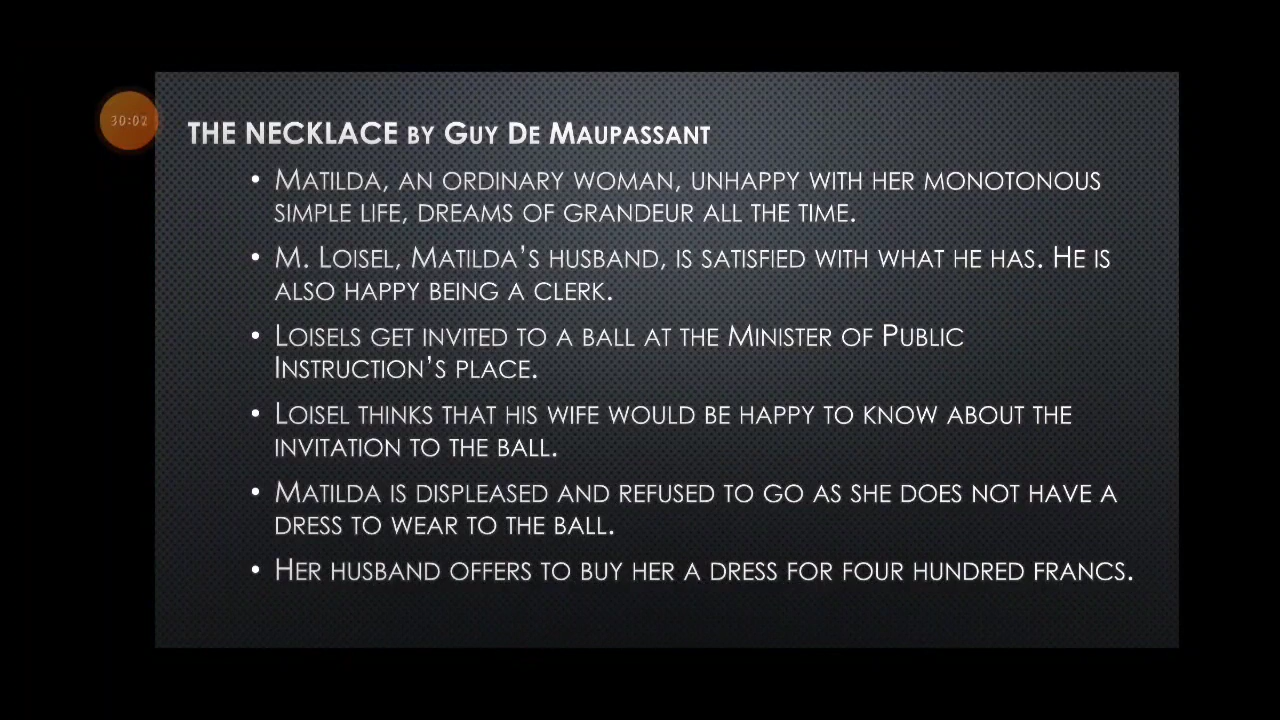 30:02
THE NECKLACE BY GUY DE MAUPASSANT
• MATILDA, AN ORDINARY WOMAN, UNHAPPY WITH HER MONOTONOUS
SIMPLE LIFE, DREAMS OF GRANDEUR ALL THE TIME.
• M. LOISEL, MATILDA'S HUSBAND, IS SATISFIED WITH WHAT HE HAS. HE IS
ALSO HAPPY BEING A CLERK.
• LOISELS GET INVITED TO A BALL AT THE MINISTER OF PUBLIC
INSTRUCTION'S PLACE.
• LOISEL THINKS THAT HIS WIFE WOULD BE HAPPY TO KNOW ABOUT THE
INVITATION TO THE BALL.
• MATILDA IS DISPLEASED AND REFUSED TO GO AS SHE DOES NOT HAVE A
DRESS TO WEAR TO THE BALL.
• HER HUSBAND OFFERS TO BUY HER A DRESS FOR FOUR HUNDRED FRANCS.